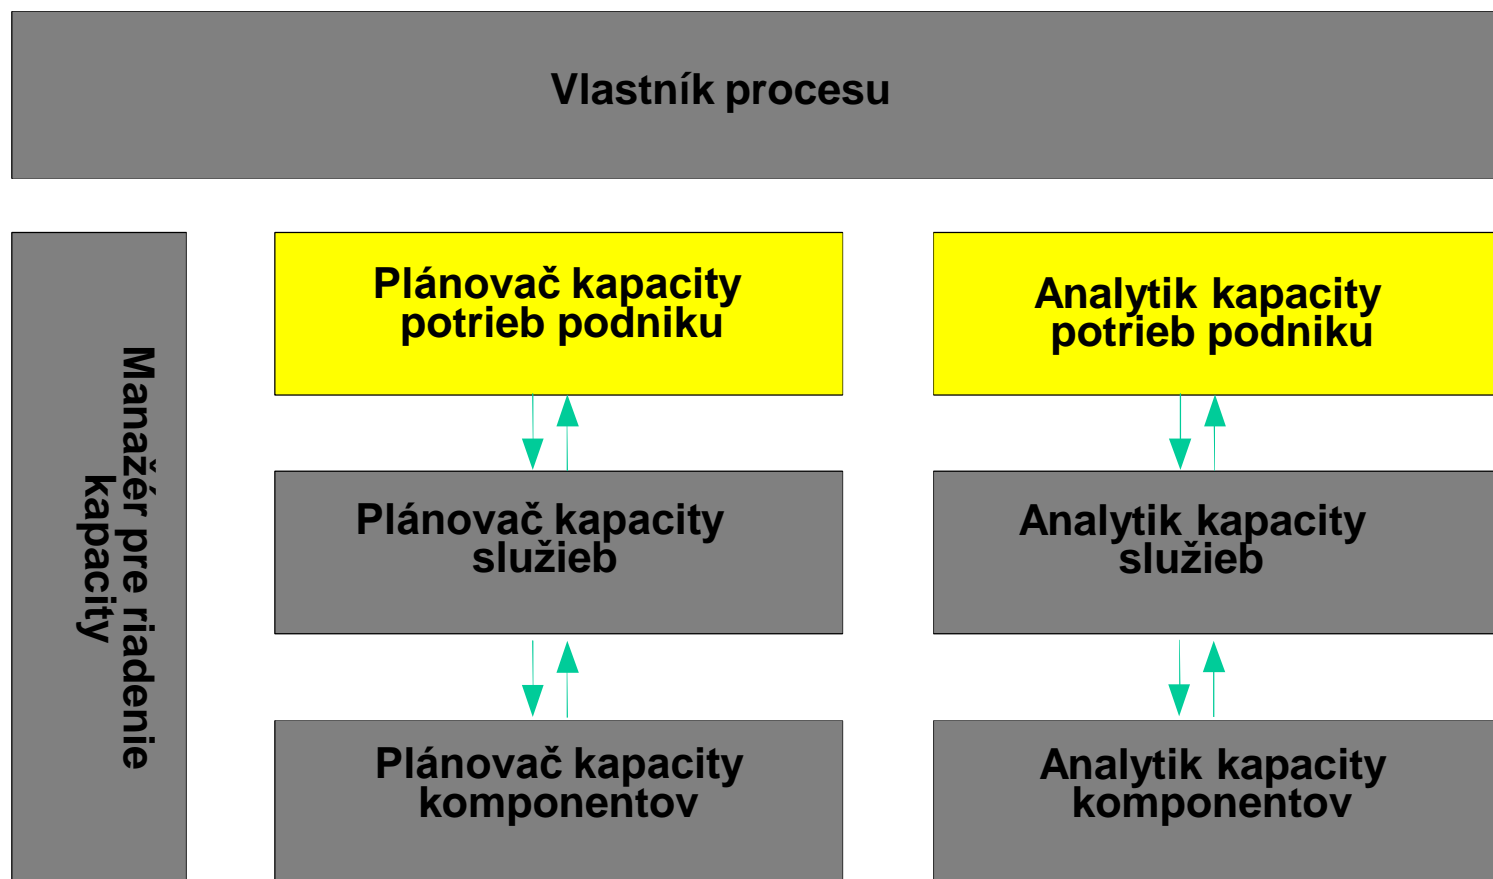 Vlastník procesu
Manažér pre riadenie
kapacity
Plánovač kapacity
potrieb podniku
Analytik kapacity
potrieb podniku
Plánovač kapacity
služieb
Analytik kapacity
služieb
Plánovač kapacity
komponentov
Analytik kapacity
komponentov